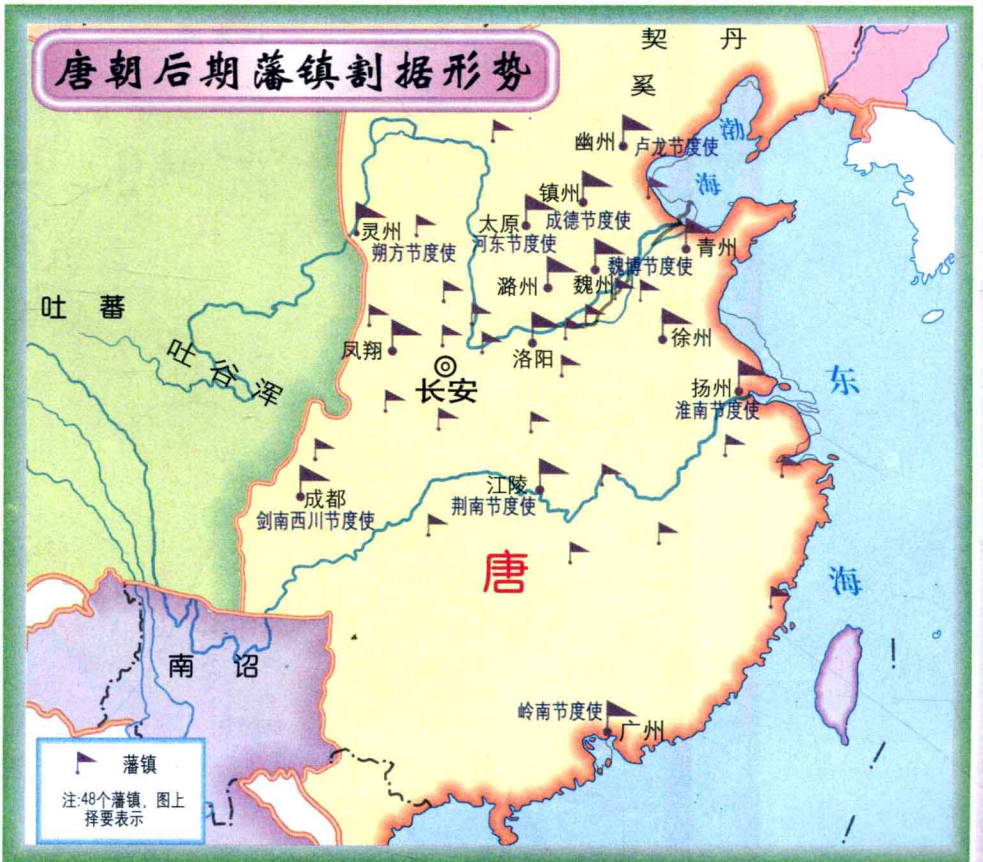 唐朝后期藩镇割据形势
契 丹
奚
渤海
幽州
卢龙节度使
镇州
成德节度使
太原
河东节度使
灵州
朔方节度使
青州
魏博节度使
魏州
潞州
吐 蕃
吐谷浑
凤翔
长安
洛阳
徐州
扬州
淮南节度使
东海
成都
剑南西川节度使
江陵
荆南节度使
唐
南 诏
岭南节度使
广州
藩镇
注:48个藩镇,图上
择要表示